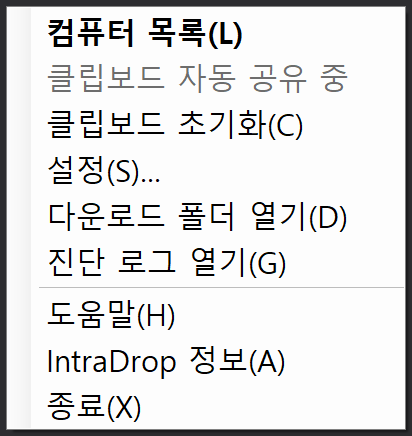 컴퓨터 목록(L)
클립보드 자동 공유 중
클립보드 초기화(C)
설정(S)...
다운로드 폴더 열기(D)
진단 로그 열기(G)
도움말(H)
IntraDrop 정보(A)
종료(X)